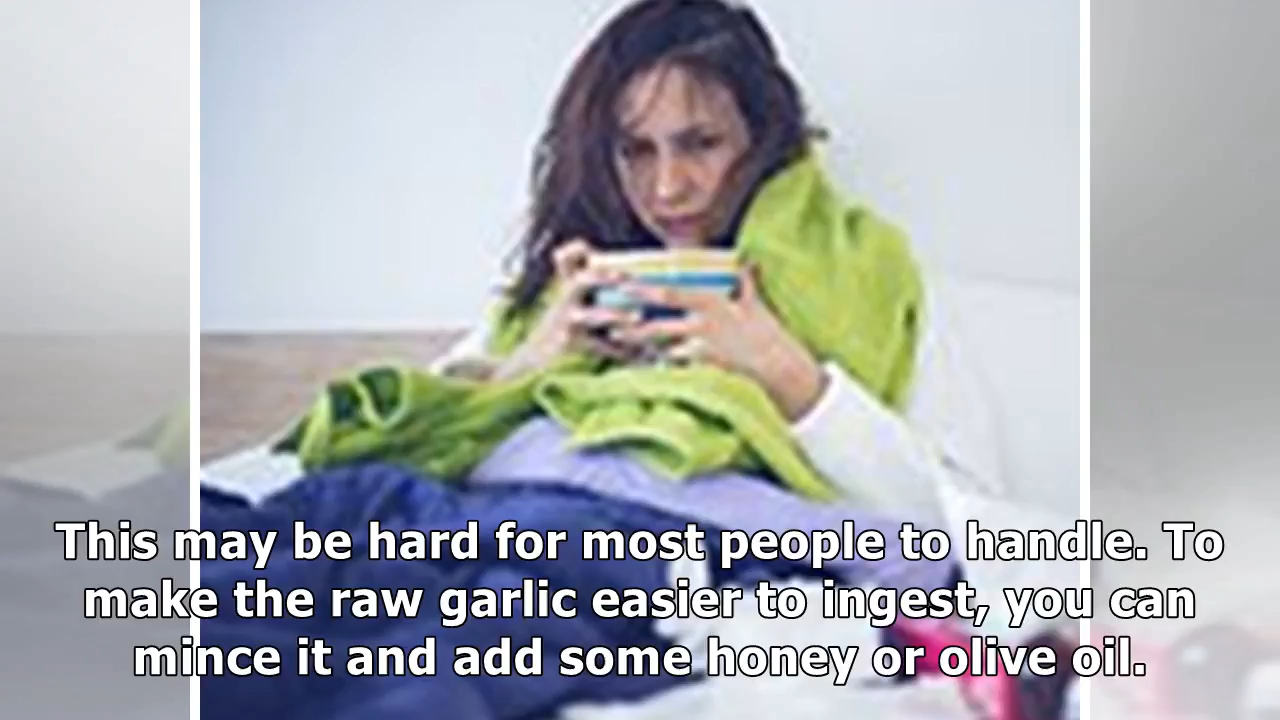 This may be hard for most people to handle. To
make the raw garlic easier to ingest, you can
mince it and add some honey or olive oil.